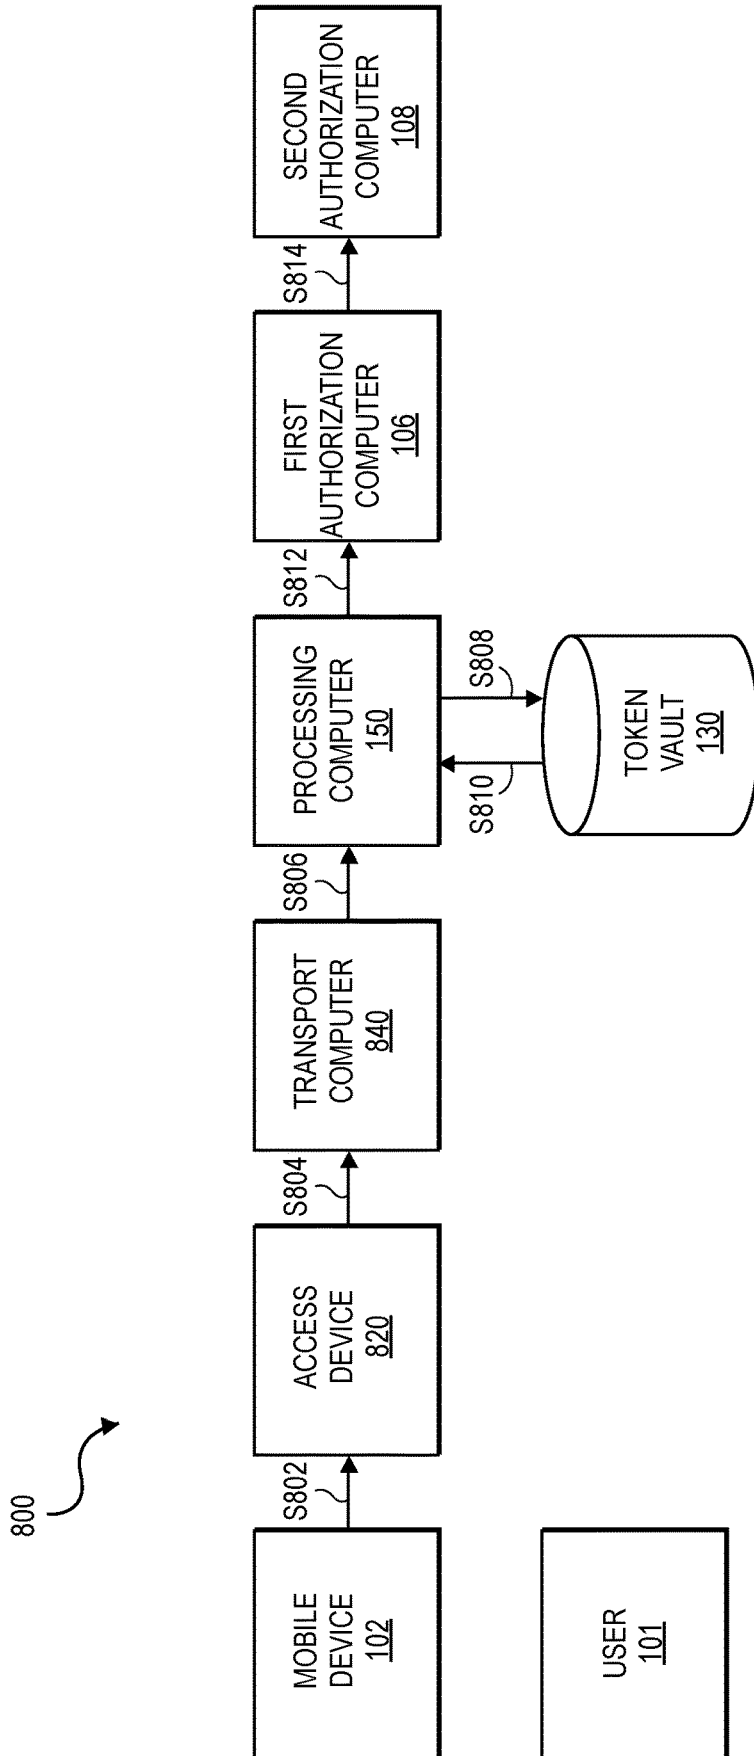 800
MOBILE
DEVICE
102
S802
ACCESS
DEVICE
820
S804
TRANSPORT
COMPUTER
840
S806
PROCESSING
COMPUTER
150
S812
FIRST
AUTHORIZATION
COMPUTER
106
S814
SECOND
AUTHORIZATION
COMPUTER
108
S810
S808
USER
101
TOKEN
VAULT
130